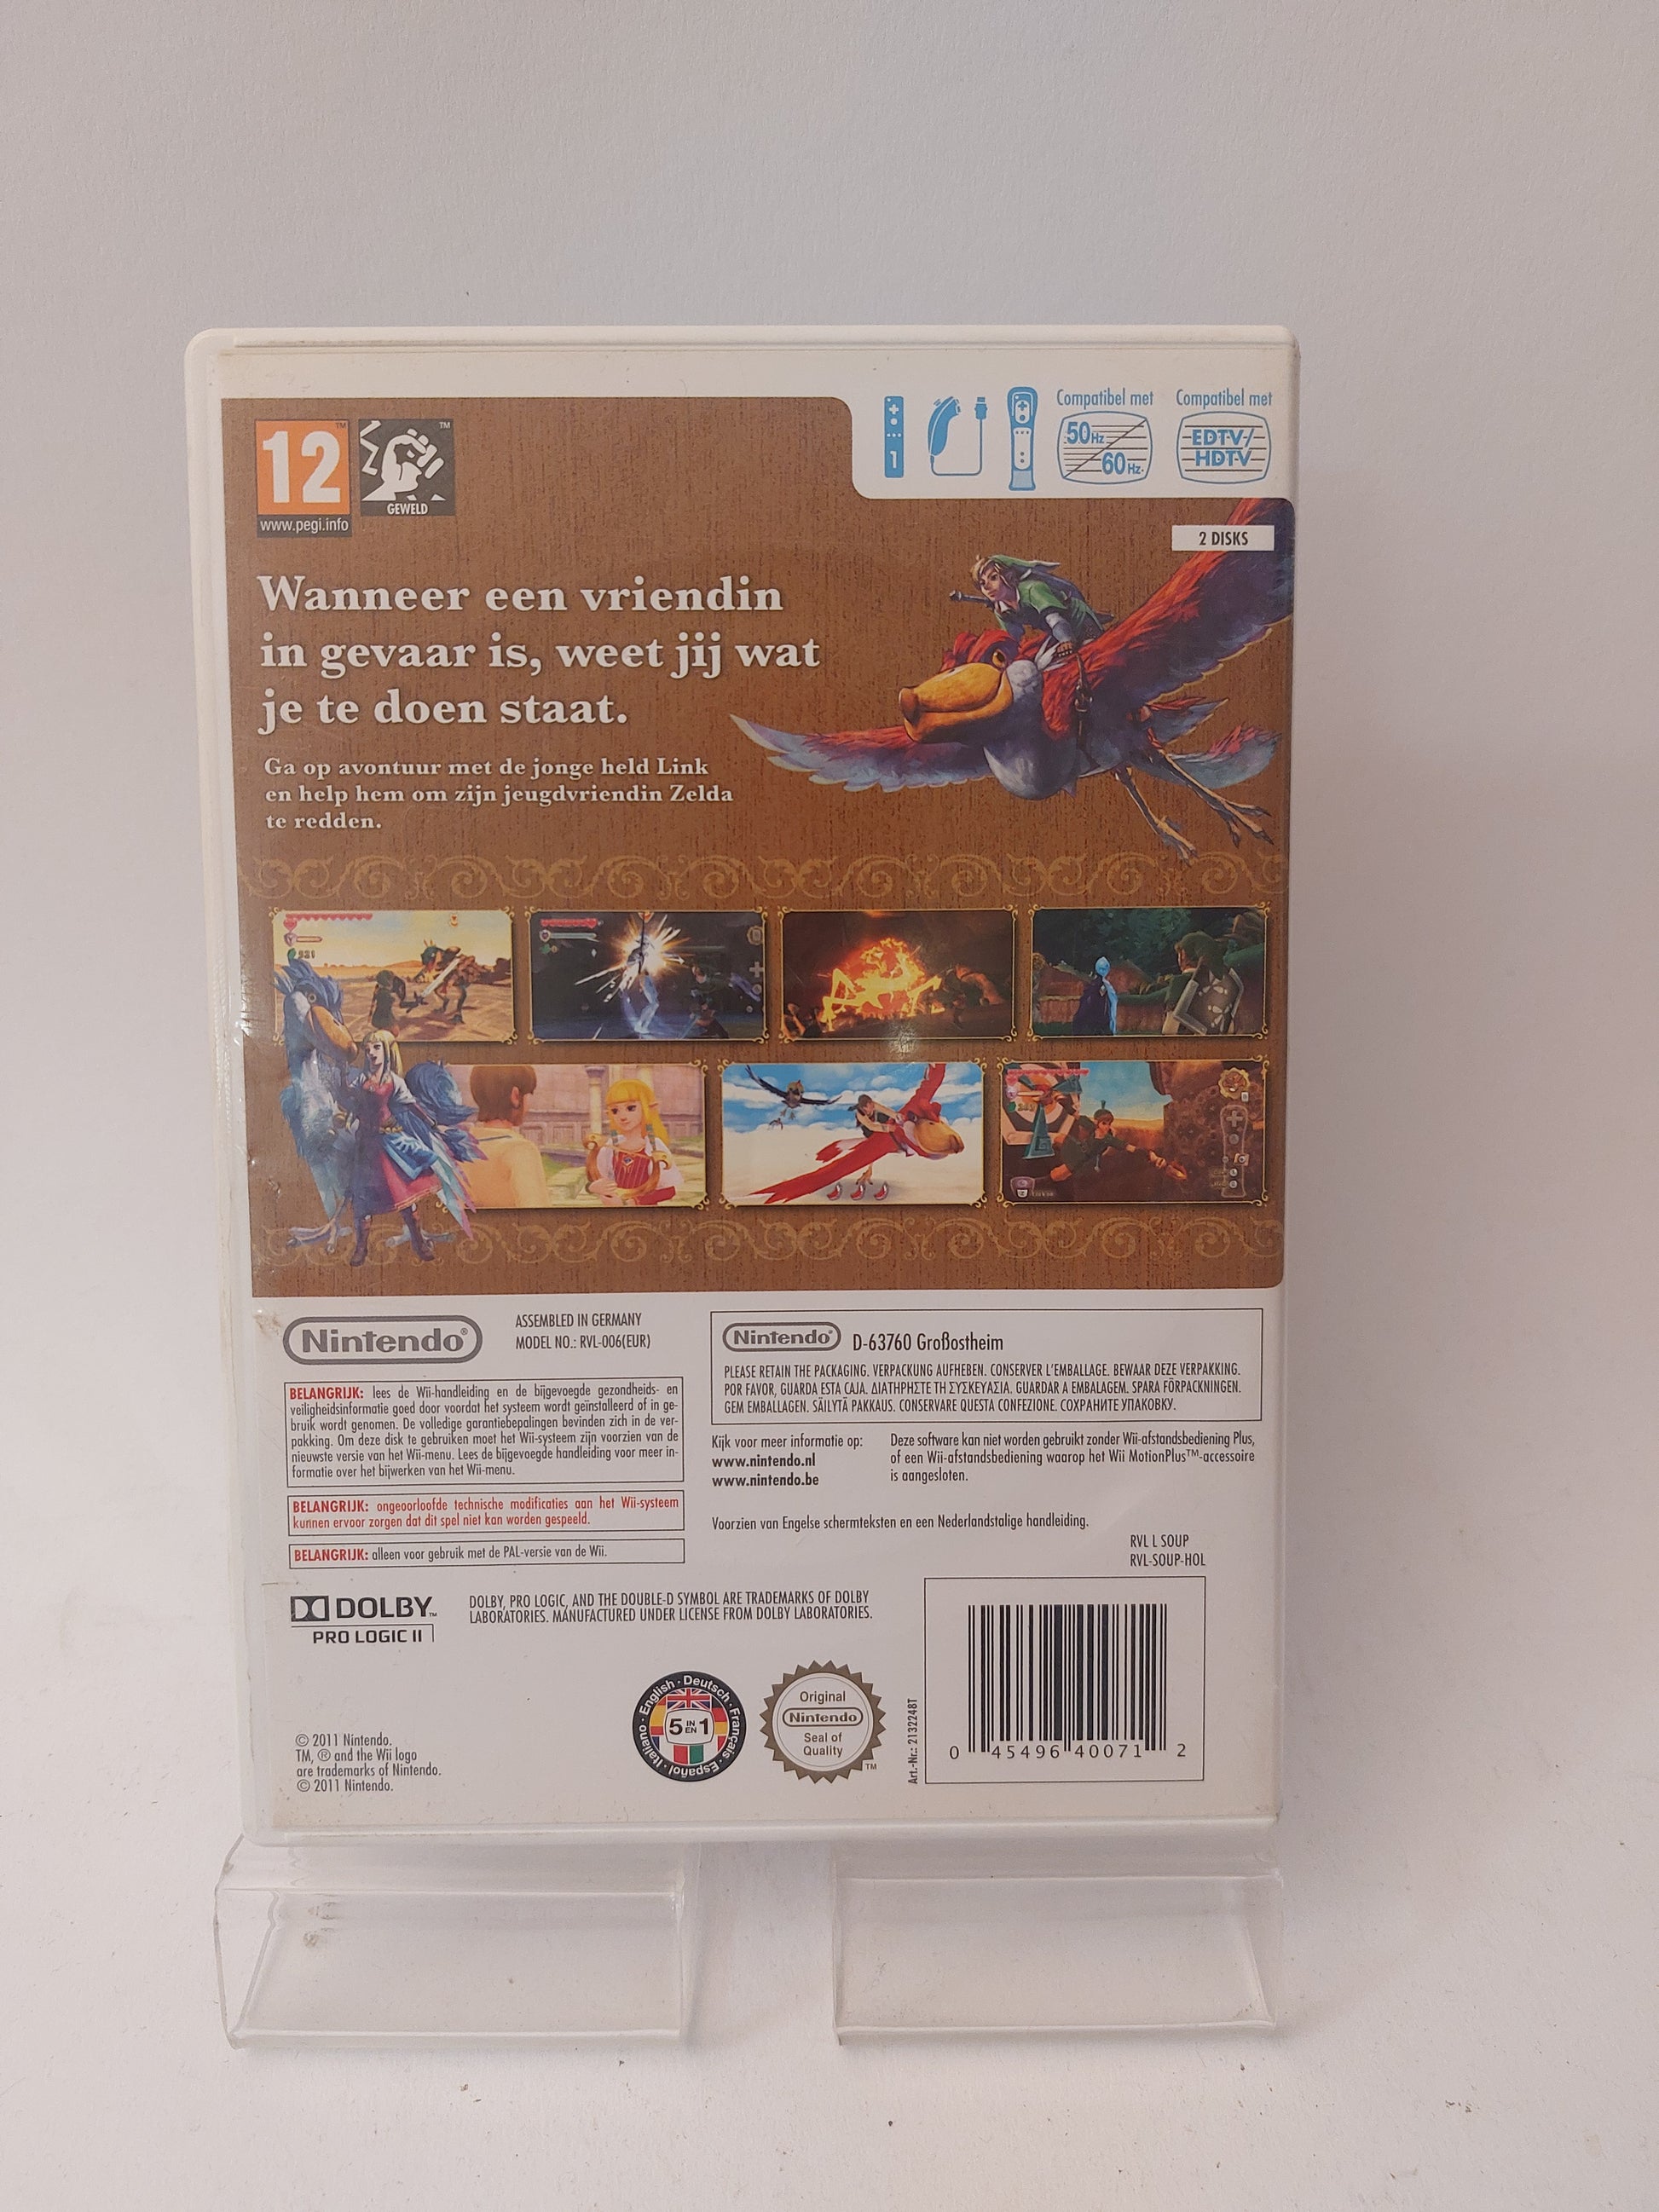 Compatibel met
Compatibel met
50Hz
60Hz
EDTV/
HDTV
1
12™
www.pegi.info
™
GEWELD
2 DISKS
Wanneer een vriendin
in gevaar is, weet jij wat
je te doen staat.
Ga op avontuur met de jonge held Link
en help hem om zijn jeugdvriendin Zelda
te redden.
Nintendo®
ASSEMBLED IN GERMANY
MODEL NO.: RVL-006(EUR)
BELANGRIJK: lees de Wii-handleiding en de bijgevoegde gezondheids- en
veiligheidsinformatie goed door voordat het systeem wordt geïnstalleerd of in ge-
bruik wordt genomen. De volledige garantiebepalingen bevinden zich in de ver-
pakking. Om deze disk te gebruiken moet het Wii-systeem zijn voorzien van de
nieuwste versie van het Wii-menu. Lees de bijgevoegde handleiding voor meer in-
formatie over het bijwerken van het Wii-menu.
BELANGRIJK: ongeoorloofde technische modificaties aan het Wii-systeem
kunnen ervoor zorgen dat dit spel niet kan worden gespeeld.
BELANGRIJK: alleen voor gebruik met de PAL-versie van de Wii.
Nintendo® D-63760 Großostheim
PLEASE RETAIN THE PACKAGING. VERPACKUNG AUFHEBEN. CONSERVER L'EMBALLAGE. BEWAAR DEZE VERPAKKING.
POR FAVOR, GUARDA ESTA CAJA. ΔΙΑΤΗΡΗΣΤΕ ΤΗ ΣΥΣΚΕΥΑΣΙΑ. GUARDAR A EMBALAGEM. SPARA FÖRPACKNINGEN.
GEM EMBALLAGEN. SÄILYTÄ PAKKAUS. CONSERVARE QUESTA CONFEZIONE. СОХРАНИТЕ УПАКОВКУ.
Kijk voor meer informatie op:
www.nintendo.nl
www.nintendo.be
Deze software kan niet worden gebruikt zonder Wii-afstandsbediening Plus,
of een Wii-afstandsbediening waarop het Wii MotionPlus™-accessoire
is aangesloten.
Voorzien van Engelse schermteksten en een Nederlandstalige handleiding.
RVL L SOUP
RVL-SOUP-HOL
DOLBY™
PRO LOGIC II
DOLBY, PRO LOGIC, AND THE DOUBLE-D SYMBOL ARE TRADEMARKS OF DOLBY
LABORATORIES. MANUFACTURED UNDER LICENSE FROM DOLBY LABORATORIES.
© 2011 Nintendo.
TM, ® and the Wii logo
are trademarks of Nintendo.
© 2011 Nintendo.
English · Deutsch · Français · Español · Italiano
5 IN EN 1
Original
Nintendo
Seal of
Quality
™
Art.-Nr.: 2132248T
0 45496 40071 2